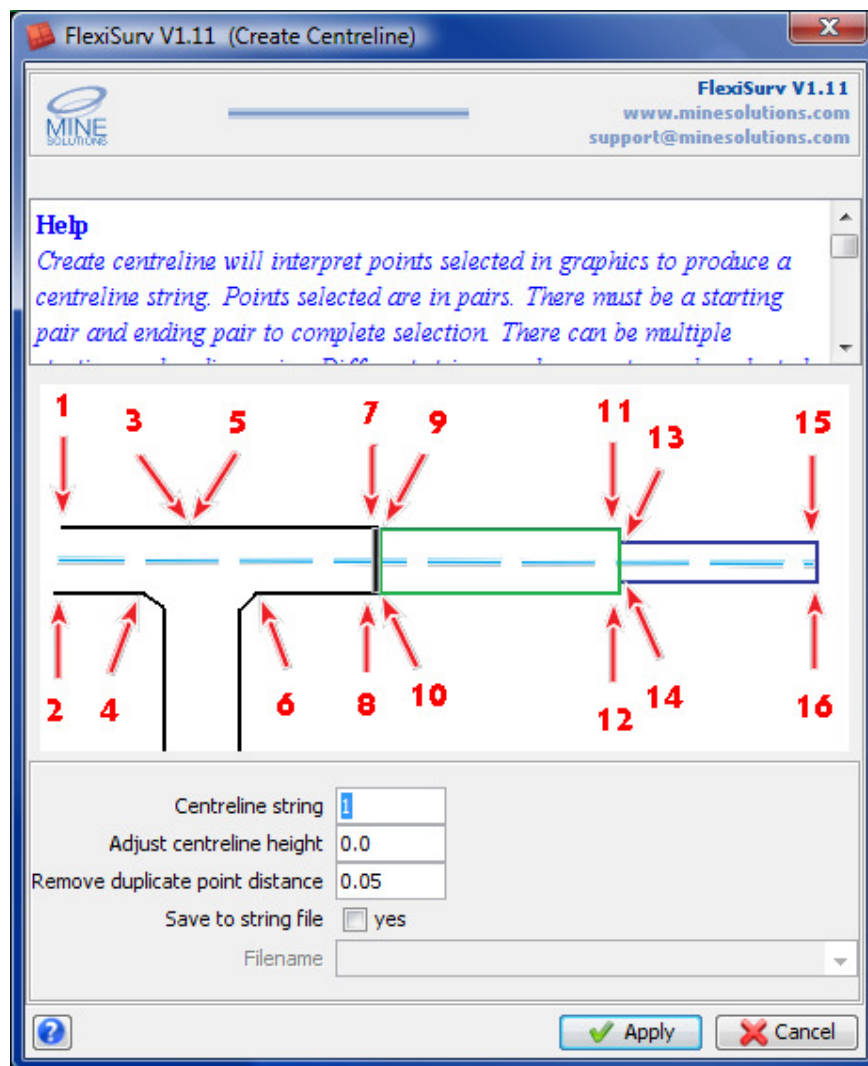 FlexiSurv V1.11 (Create Centreline)
MINE
SOLUTIONS
FlexiSurv V1.11
www.minesolutions.com
support@minesolutions.com
Help
Create centreline will interpret points selected in graphics to produce a
centreline string. Points selected are in pairs. There must be a starting
pair and ending pair to complete selection. There can be multiple
1
3
5
7
9
11
13
15
2
4
6
8
10
12
14
16
Centreline string 1
Adjust centreline height 0.0
Remove duplicate point distance 0.05
Save to string file yes
Filename
Apply
Cancel